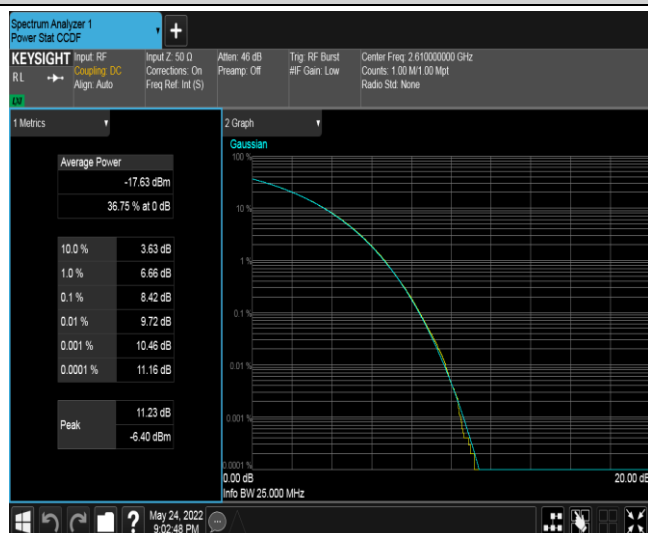 Spectrum Analyzer 1
Power Stat CCDF
KEYSIGHT
R L
Input: RF
Coupling: DC
Align: Auto
Input Z: 50 Ω
Corrections: On
Freq Ref: Int (S)
Atten: 46 dB
Preamp: Off
Trig: RF Burst
#IF Gain: Low
Center Freq: 2.610000000 GHz
Counts: 1.00 M/1.00 Mpt
Radio Std: None
1 Metrics
Average Power
-17.63 dBm
36.75 % at 0 dB
10.0 % 3.63 dB
1.0 % 6.66 dB
0.1 % 8.42 dB
0.01 % 9.72 dB
0.001 % 10.46 dB
0.0001 % 11.16 dB
Peak
11.23 dB
-6.40 dBm
2 Graph
Gaussian
100 %
10 %
1 %
0.1 %
0.01 %
0.001 %
0.0001 %
0.00 dB
20.00 dB
Info BW 25.000 MHz
?
May 24, 2022
9:02:48 PM